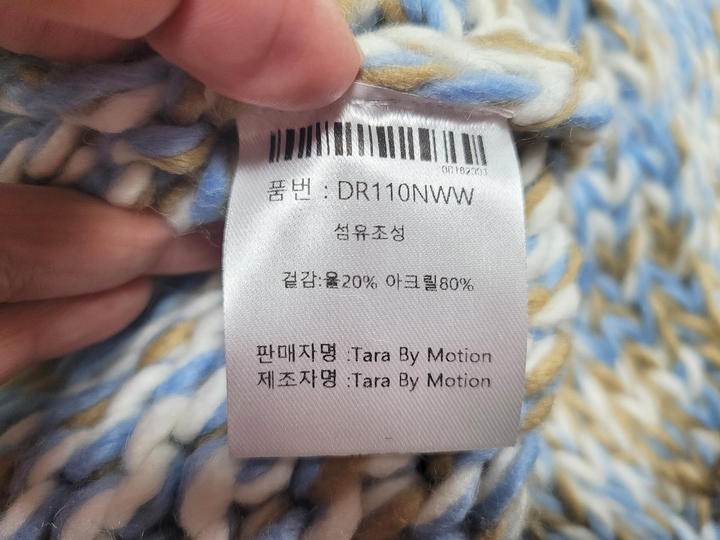 00182001
품번 : DR110NWW
섬유조성
겉감:울20% 아크릴80%
판매자명 :Tara By Motion
제조자명 :Tara By Motion